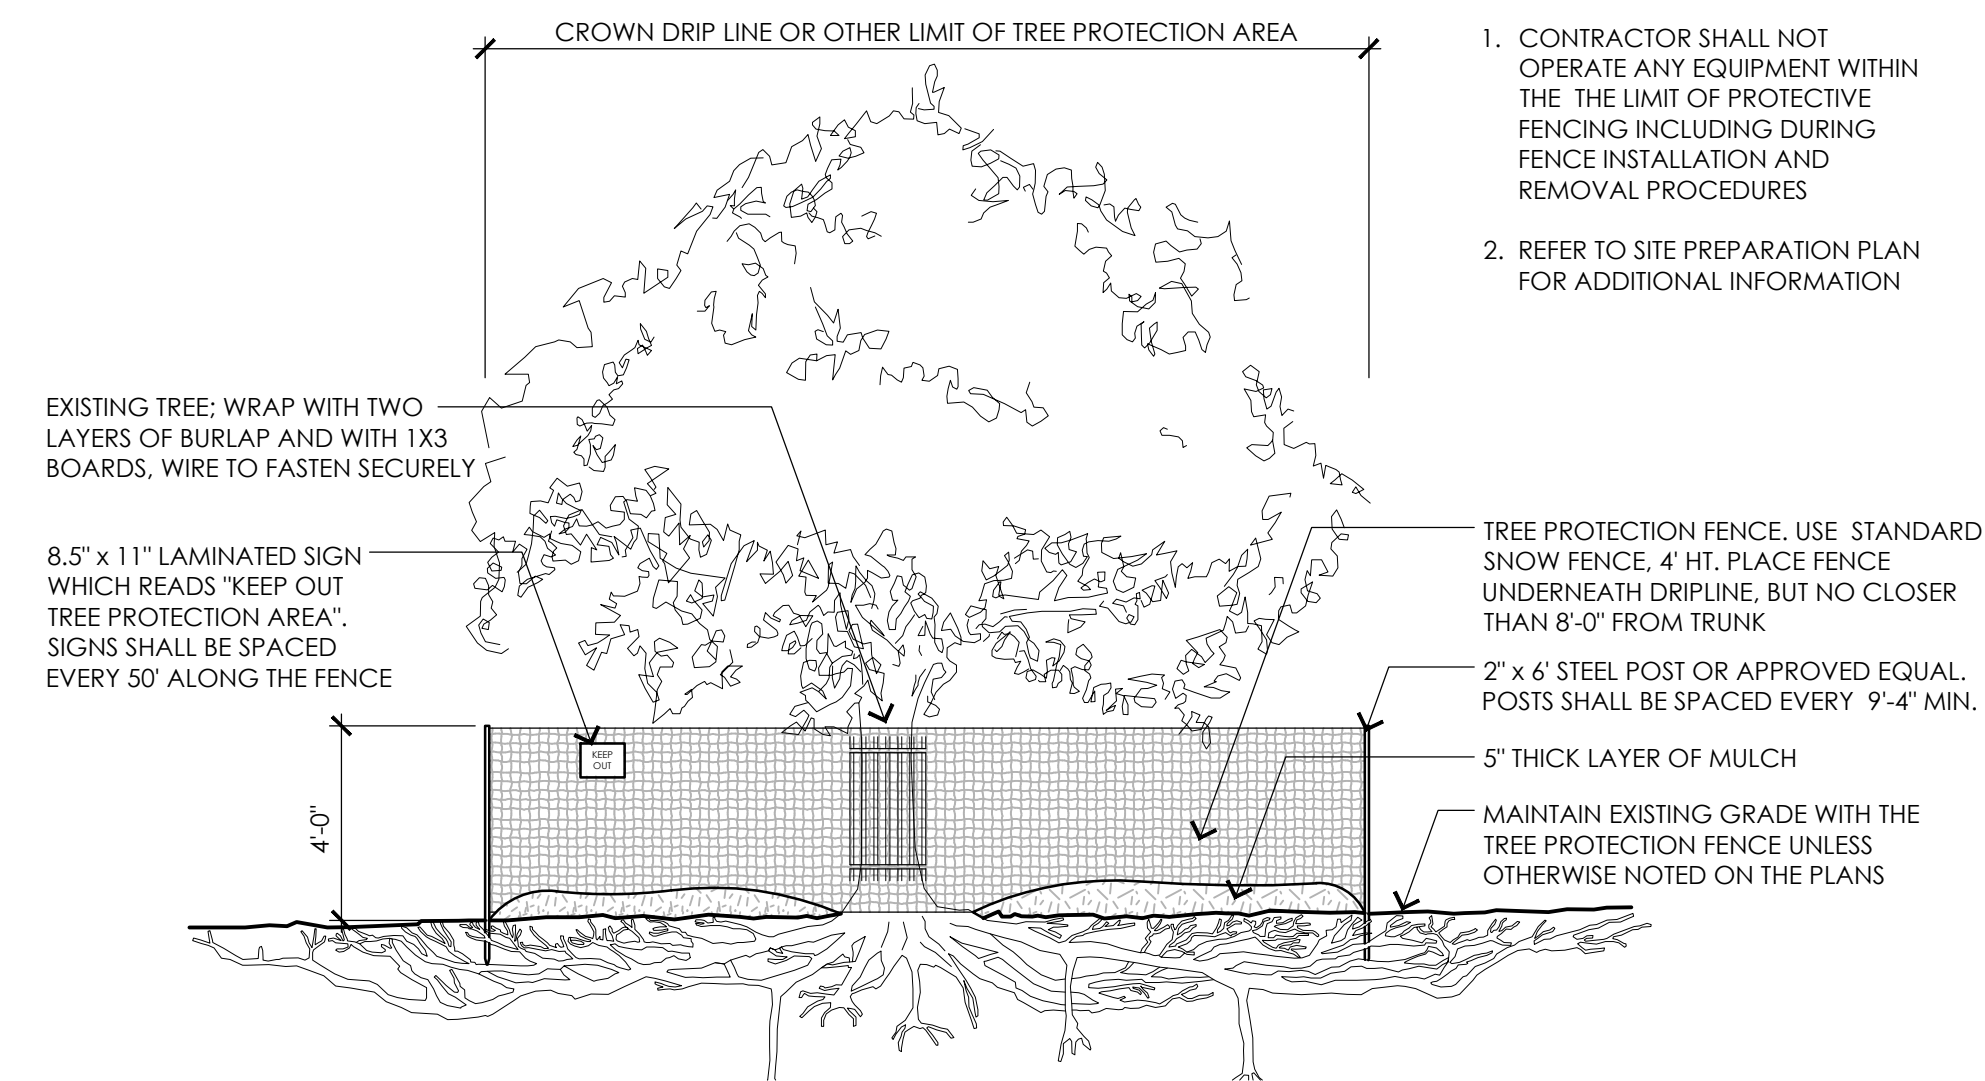 CROWN DRIP LINE OR OTHER LIMIT OF TREE PROTECTION AREA
1. CONTRACTOR SHALL NOT
OPERATE ANY EQUIPMENT WITHIN
THE THE LIMIT OF PROTECTIVE
FENCING INCLUDING DURING
FENCE INSTALLATION AND
REMOVAL PROCEDURES
2. REFER TO SITE PREPARATION PLAN
FOR ADDITIONAL INFORMATION
EXISTING TREE; WRAP WITH TWO
LAYERS OF BURLAP AND WITH 1X3
BOARDS, WIRE TO FASTEN SECURELY
8.5" x 11" LAMINATED SIGN
WHICH READS "KEEP OUT
TREE PROTECTION AREA".
SIGNS SHALL BE SPACED
EVERY 50' ALONG THE FENCE
TREE PROTECTION FENCE. USE STANDARD
SNOW FENCE, 4' HT. PLACE FENCE
UNDERNEATH DRIPLINE, BUT NO CLOSER
THAN 8'-0" FROM TRUNK
2" x 6' STEEL POST OR APPROVED EQUAL.
POSTS SHALL BE SPACED EVERY 9'-4" MIN.
5" THICK LAYER OF MULCH
MAINTAIN EXISTING GRADE WITH THE
TREE PROTECTION FENCE UNLESS
OTHERWISE NOTED ON THE PLANS
KEEP
OUT
4'-0"